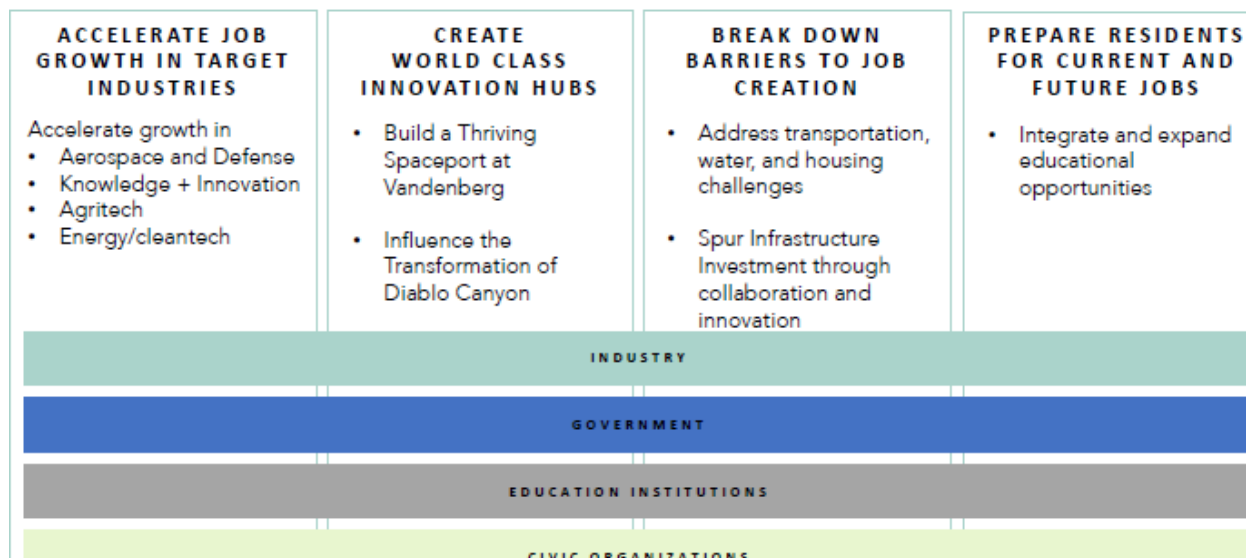 ACCELERATE JOB
GROWTH IN TARGET
INDUSTRIES
Accelerate growth in
• Aerospace and Defense
• Knowledge + Innovation
• Agritech
• Energy/cleantech
CREATE
WORLD CLASS
INNOVATION HUBS
• Build a Thriving
Spaceport at
Vandenberg
• Influence the
Transformation of
Diablo Canyon
BREAK DOWN
BARRIERS TO JOB
CREATION
• Address transportation,
water, and housing
challenges
• Spur Infrastructure
Investment through
collaboration and
innovation
PREPARE RESIDENTS
FOR CURRENT AND
FUTURE JOBS
• Integrate and expand
educational
opportunities
INDUSTRY
GOVERNMENT
EDUCATION INSTITUTIONS
CIVIC ORGANIZATIONS